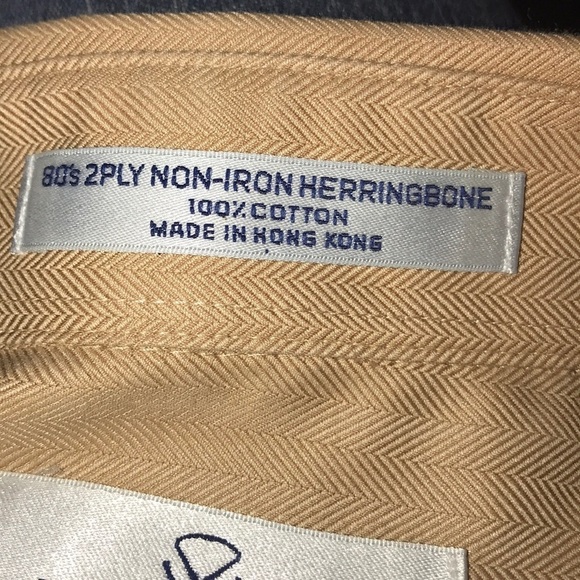 80's 2PLY NON-IRON HERRINGBONE
100% COTTON
MADE IN HONG KONG